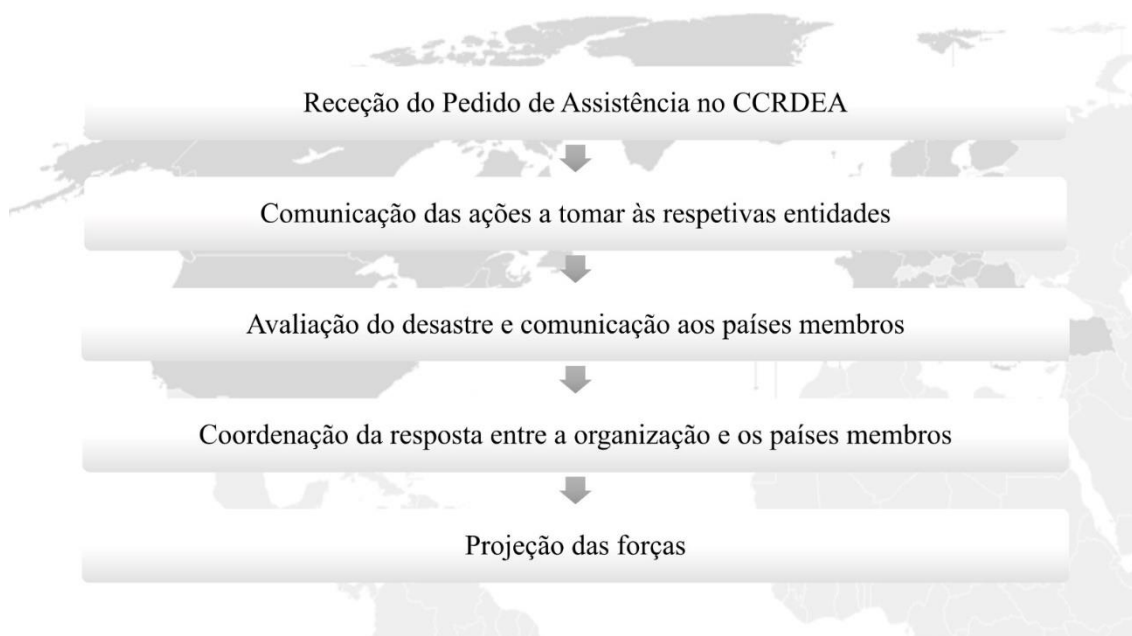 Receção do Pedido de Assistência no CCRDEA
Comunicação das ações a tomar às respetivas entidades
Avaliação do desastre e comunicação aos países membros
Coordenação da resposta entre a organização e os países membros
Projeção das forças